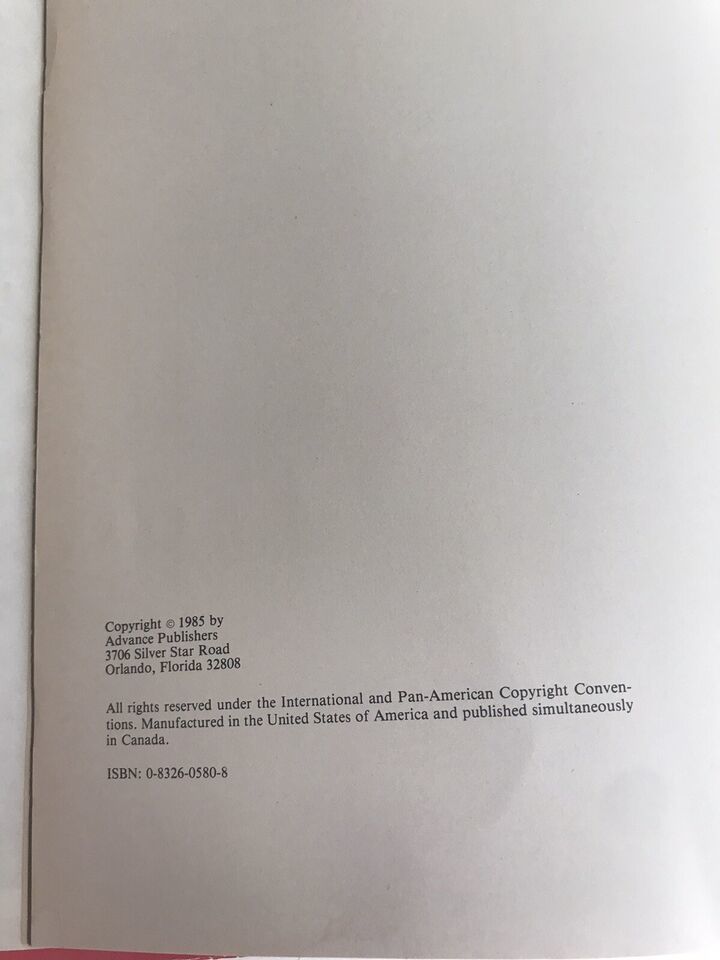 Copyright © 1985 by
Advance Publishers
3706 Silver Star Road
Orlando, Florida 32808
All rights reserved under the International and Pan-American Copyright Conven-
tions. Manufactured in the United States of America and published simultaneously
in Canada.
ISBN: 0-8326-0580-8